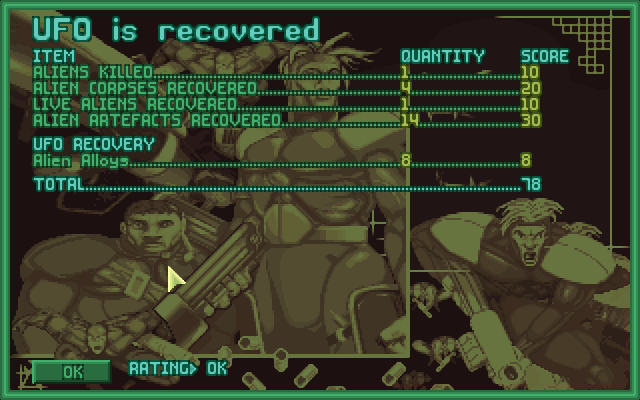 UFO is recovered
ITEM QUANTITY SCORE
ALIENS KILLED 1 10
ALIEN CORPSES RECOVERED 4 20
LIVE ALIENS RECOVERED 1 10
ALIEN ARTEFACTS RECOVERED 14 30
UFO RECOVERY
Alien Alloys 8 8
TOTAL 78
OK RATING> OK